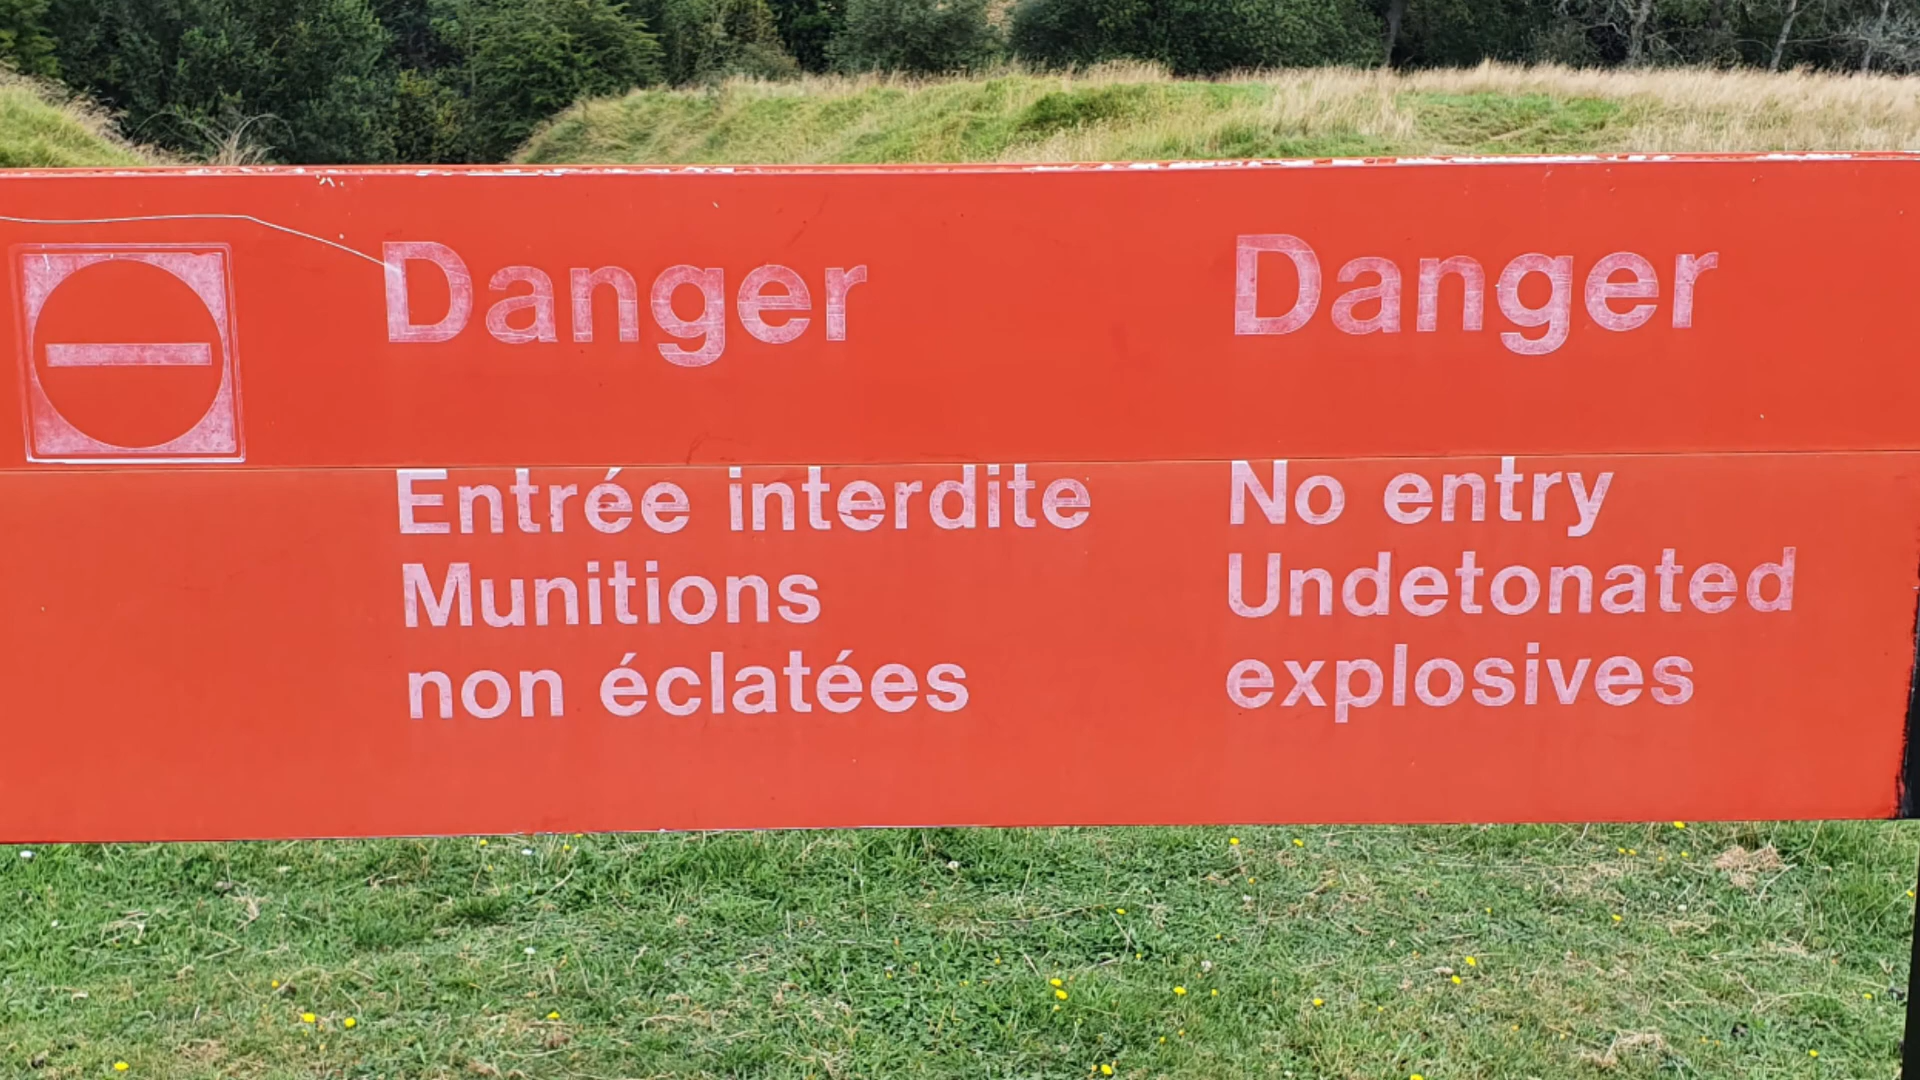 Danger
Entrée interdite
Munitions
non éclatées
Danger
No entry
Undetonated
explosives